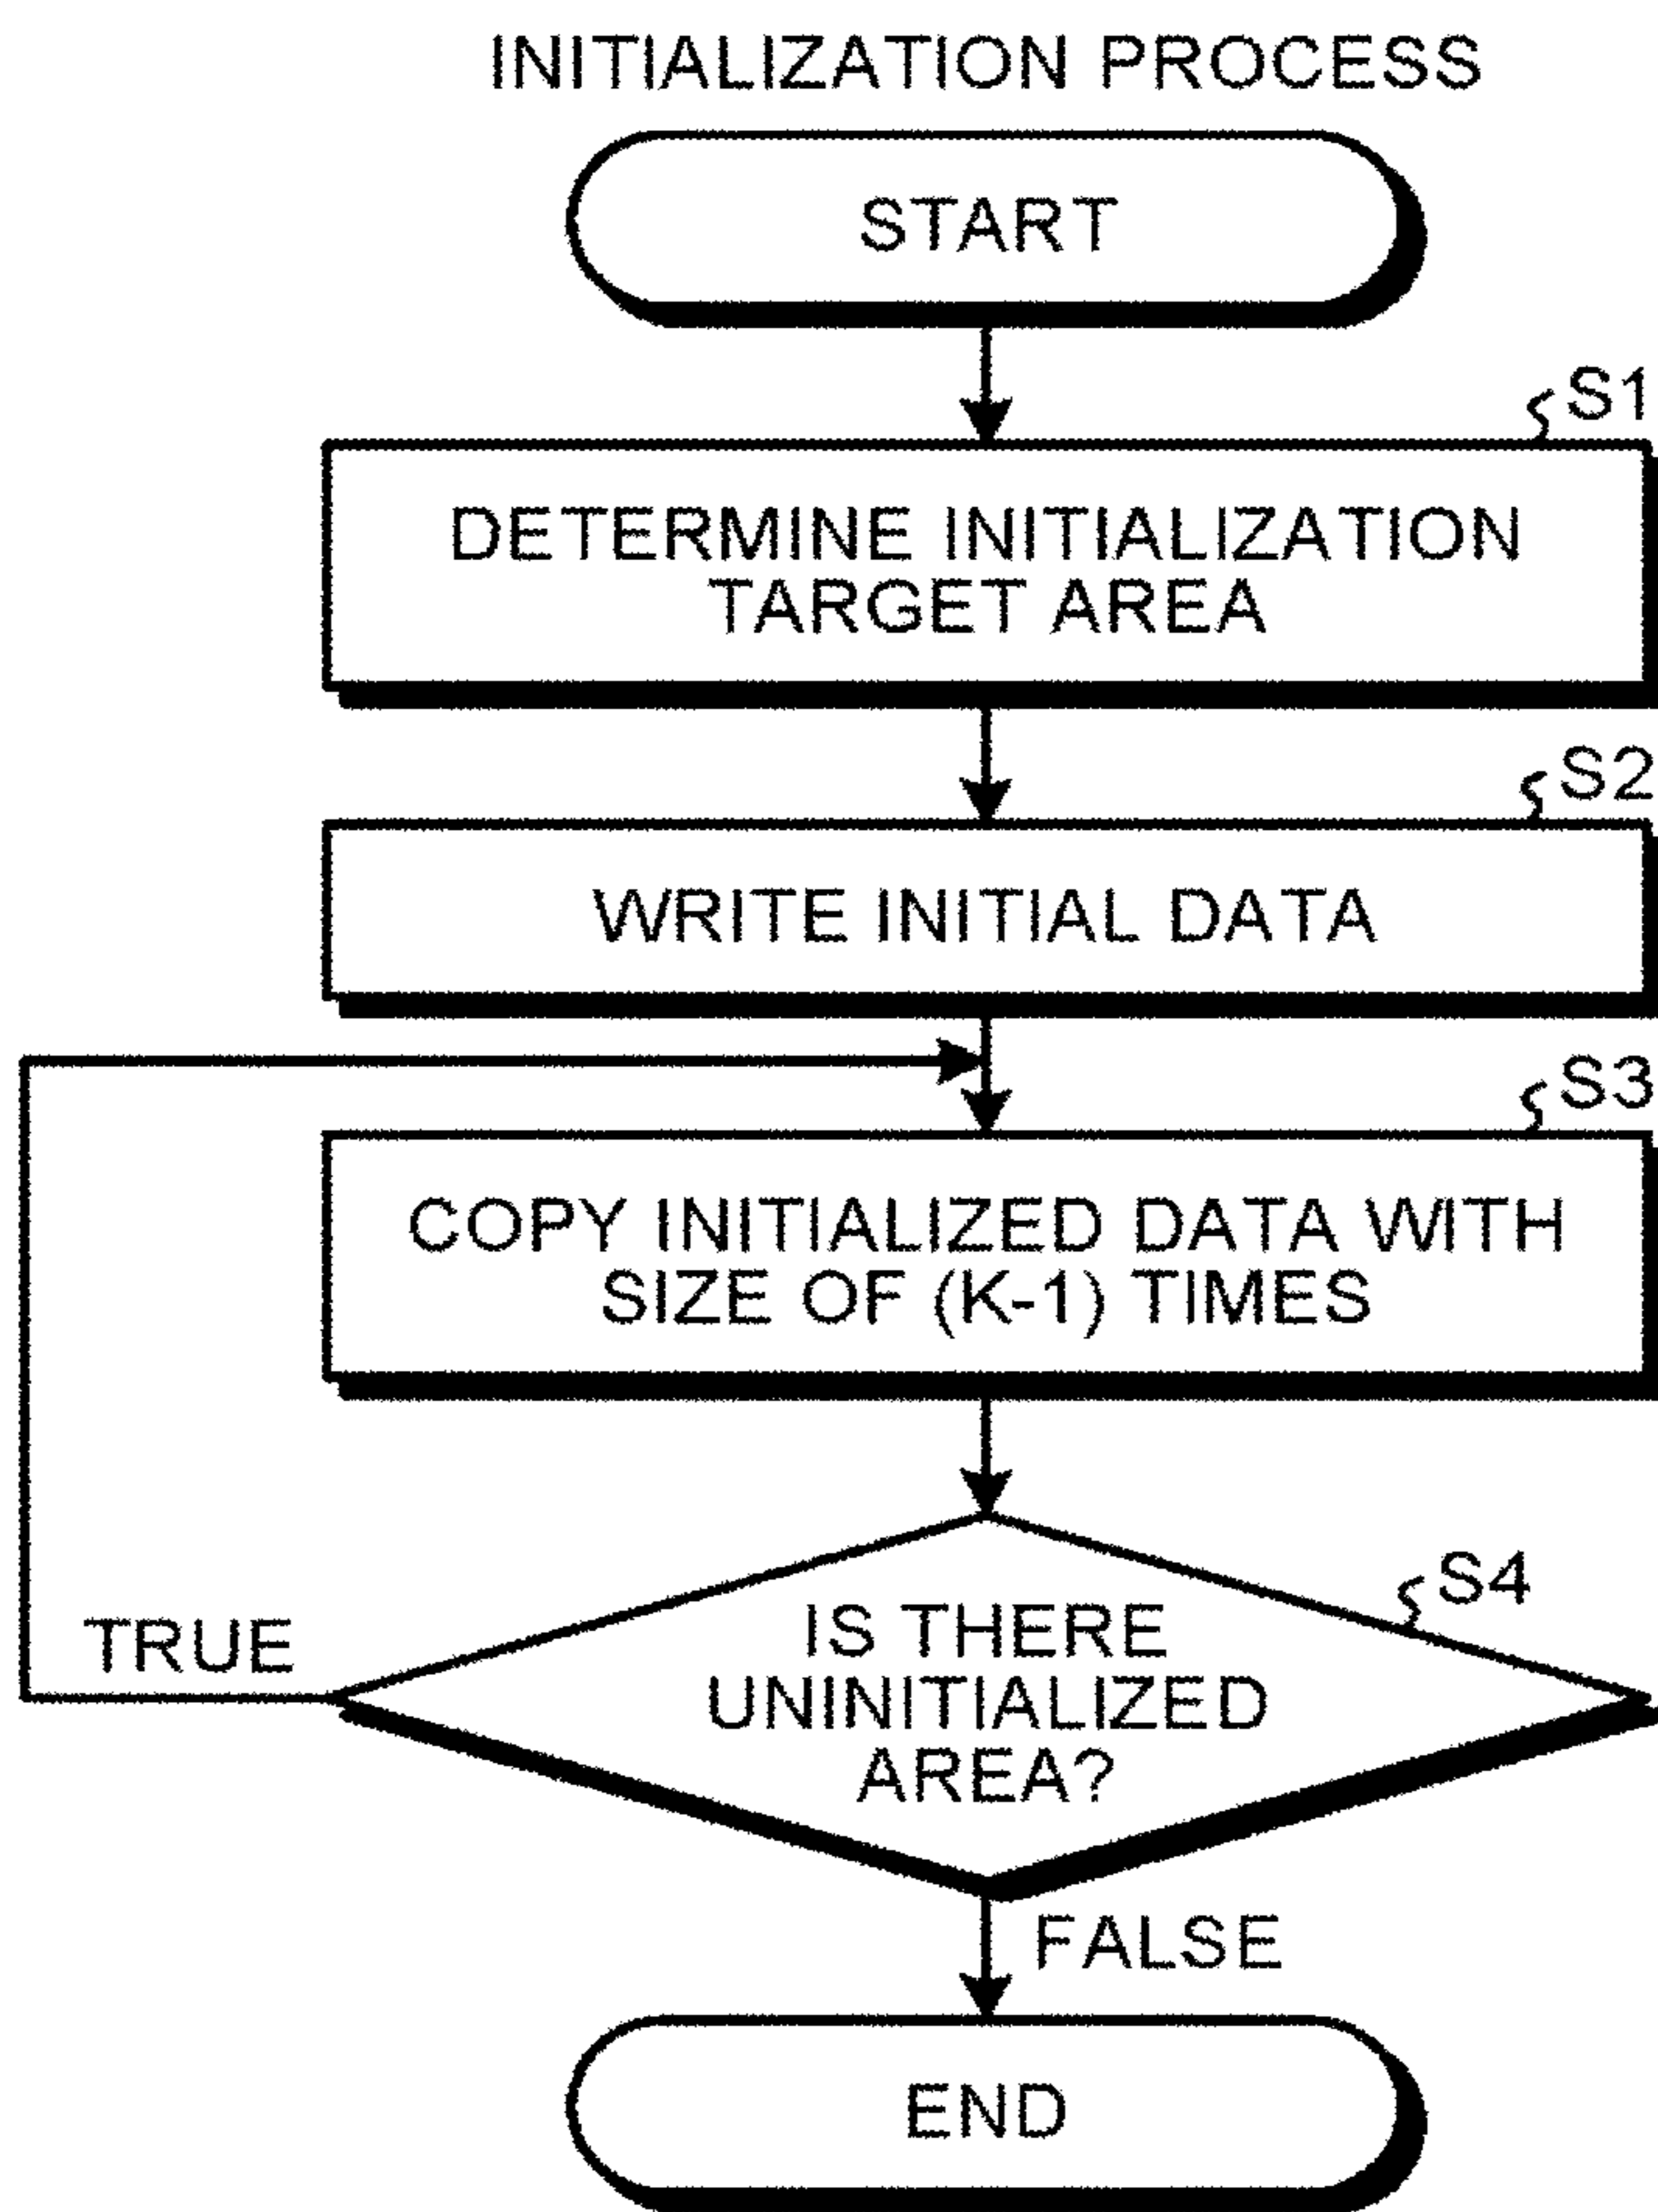 INITIALIZATION PROCESS
START
S1
DETERMINE INITIALIZATION
TARGET AREA
S2
WRITE INITIAL DATA
S3
COPY INITIALIZED DATA WITH
SIZE OF (K-1) TIMES
S4
IS THERE
UNINITIALIZED
AREA?
TRUE
FALSE
END